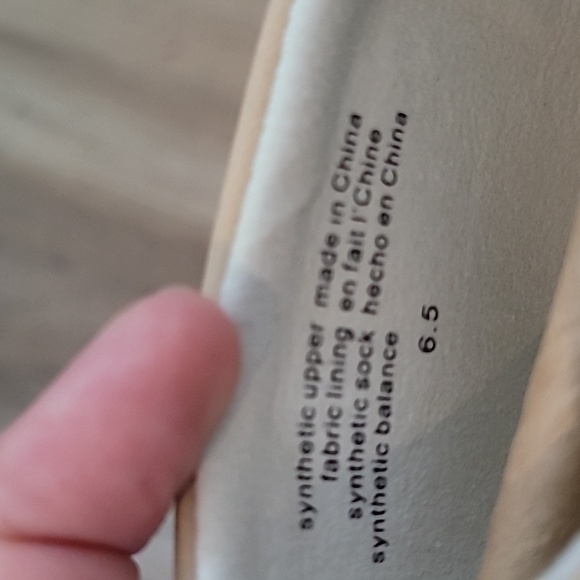 synthetic upper made in China
fabric lining en fait l'Chine
synthetic sock hecho en China
synthetic balance
6.5